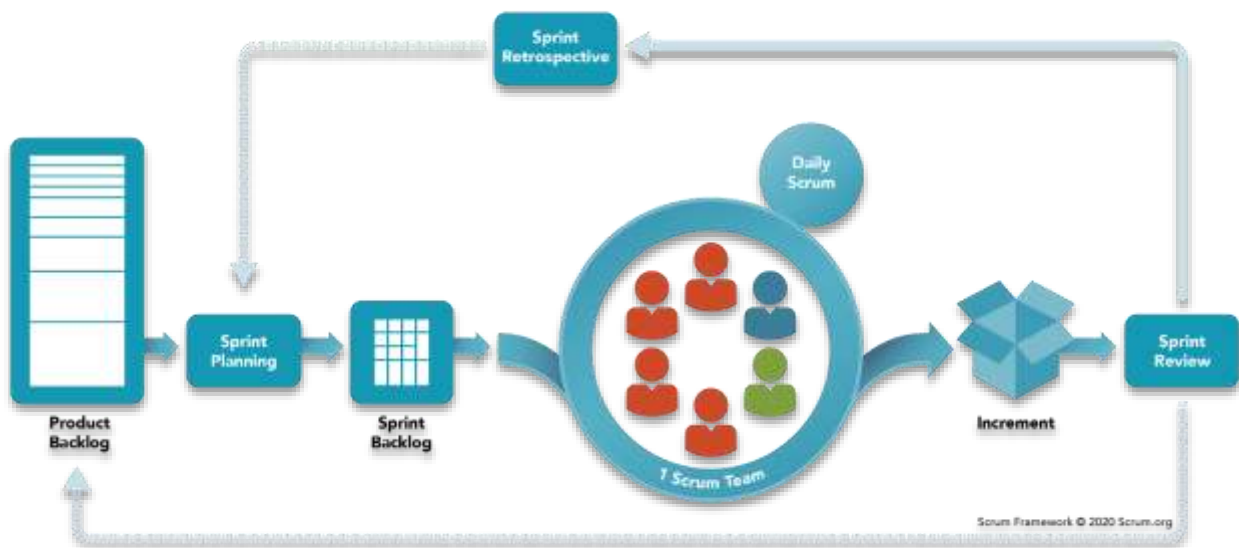 Sprint
Retrospective
Daily
Scrum
Product
Backlog
Sprint
Planning
Sprint
Backlog
1 Scrum Team
Increment
Sprint
Review
Scrum Framework © 2020 Scrum.org